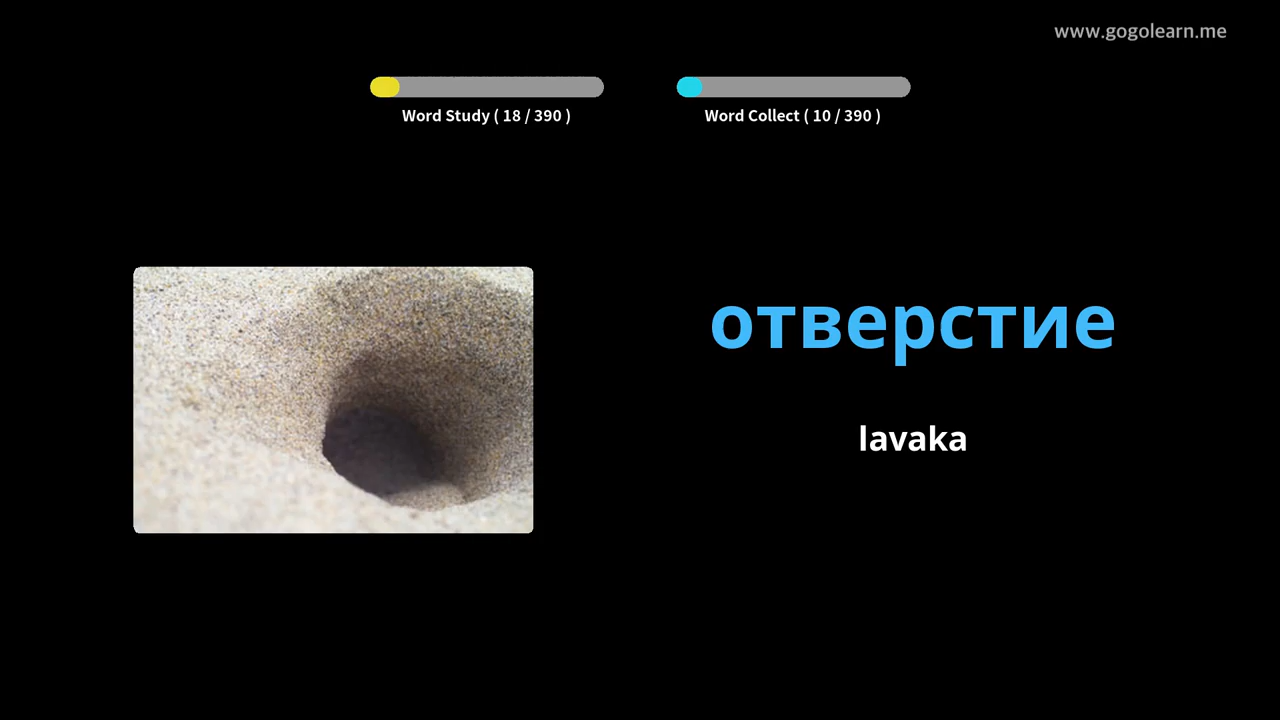 www.gogolearn.me
Word Study ( 18 / 390 )
Word Collect ( 10 / 390 )
отверстие
lavaka